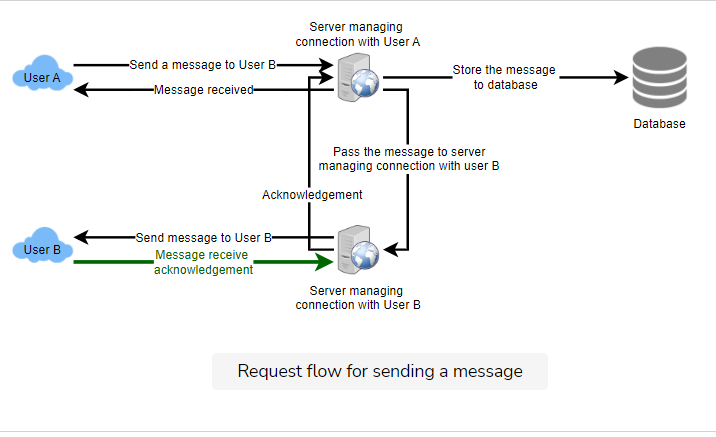 Server managing
connection with User A
User A
Send a message to User B
Message received
Store the message
to database
Database
Pass the message to server
managing connection with user B
Acknowledgement
User B
Send message to User B
Message receive
acknowledgement
Server managing
connection with User B
Request flow for sending a message